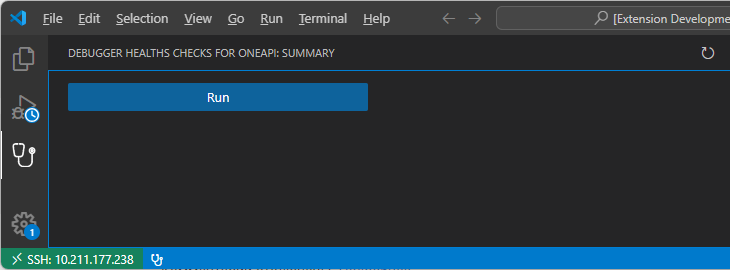 File Edit Selection View Go Run Terminal Help [Extension Developme
DEBUGGER HEALTHS CHECKS FOR ONEAPI: SUMMARY
Run
1
SSH: 10.211.177.238